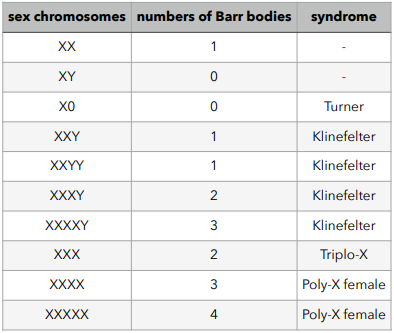 sex chromosomes numbers of Barr bodies syndrome
XX 1 -
XY 0 -
X0 0 Turner
XXY 1 Klinefelter
XXYY 1 Klinefelter
XXXY 2 Klinefelter
XXXXY 3 Klinefelter
XXX 2 Triplo-X
XXXX 3 Poly-X female
XXXXX 4 Poly-X female